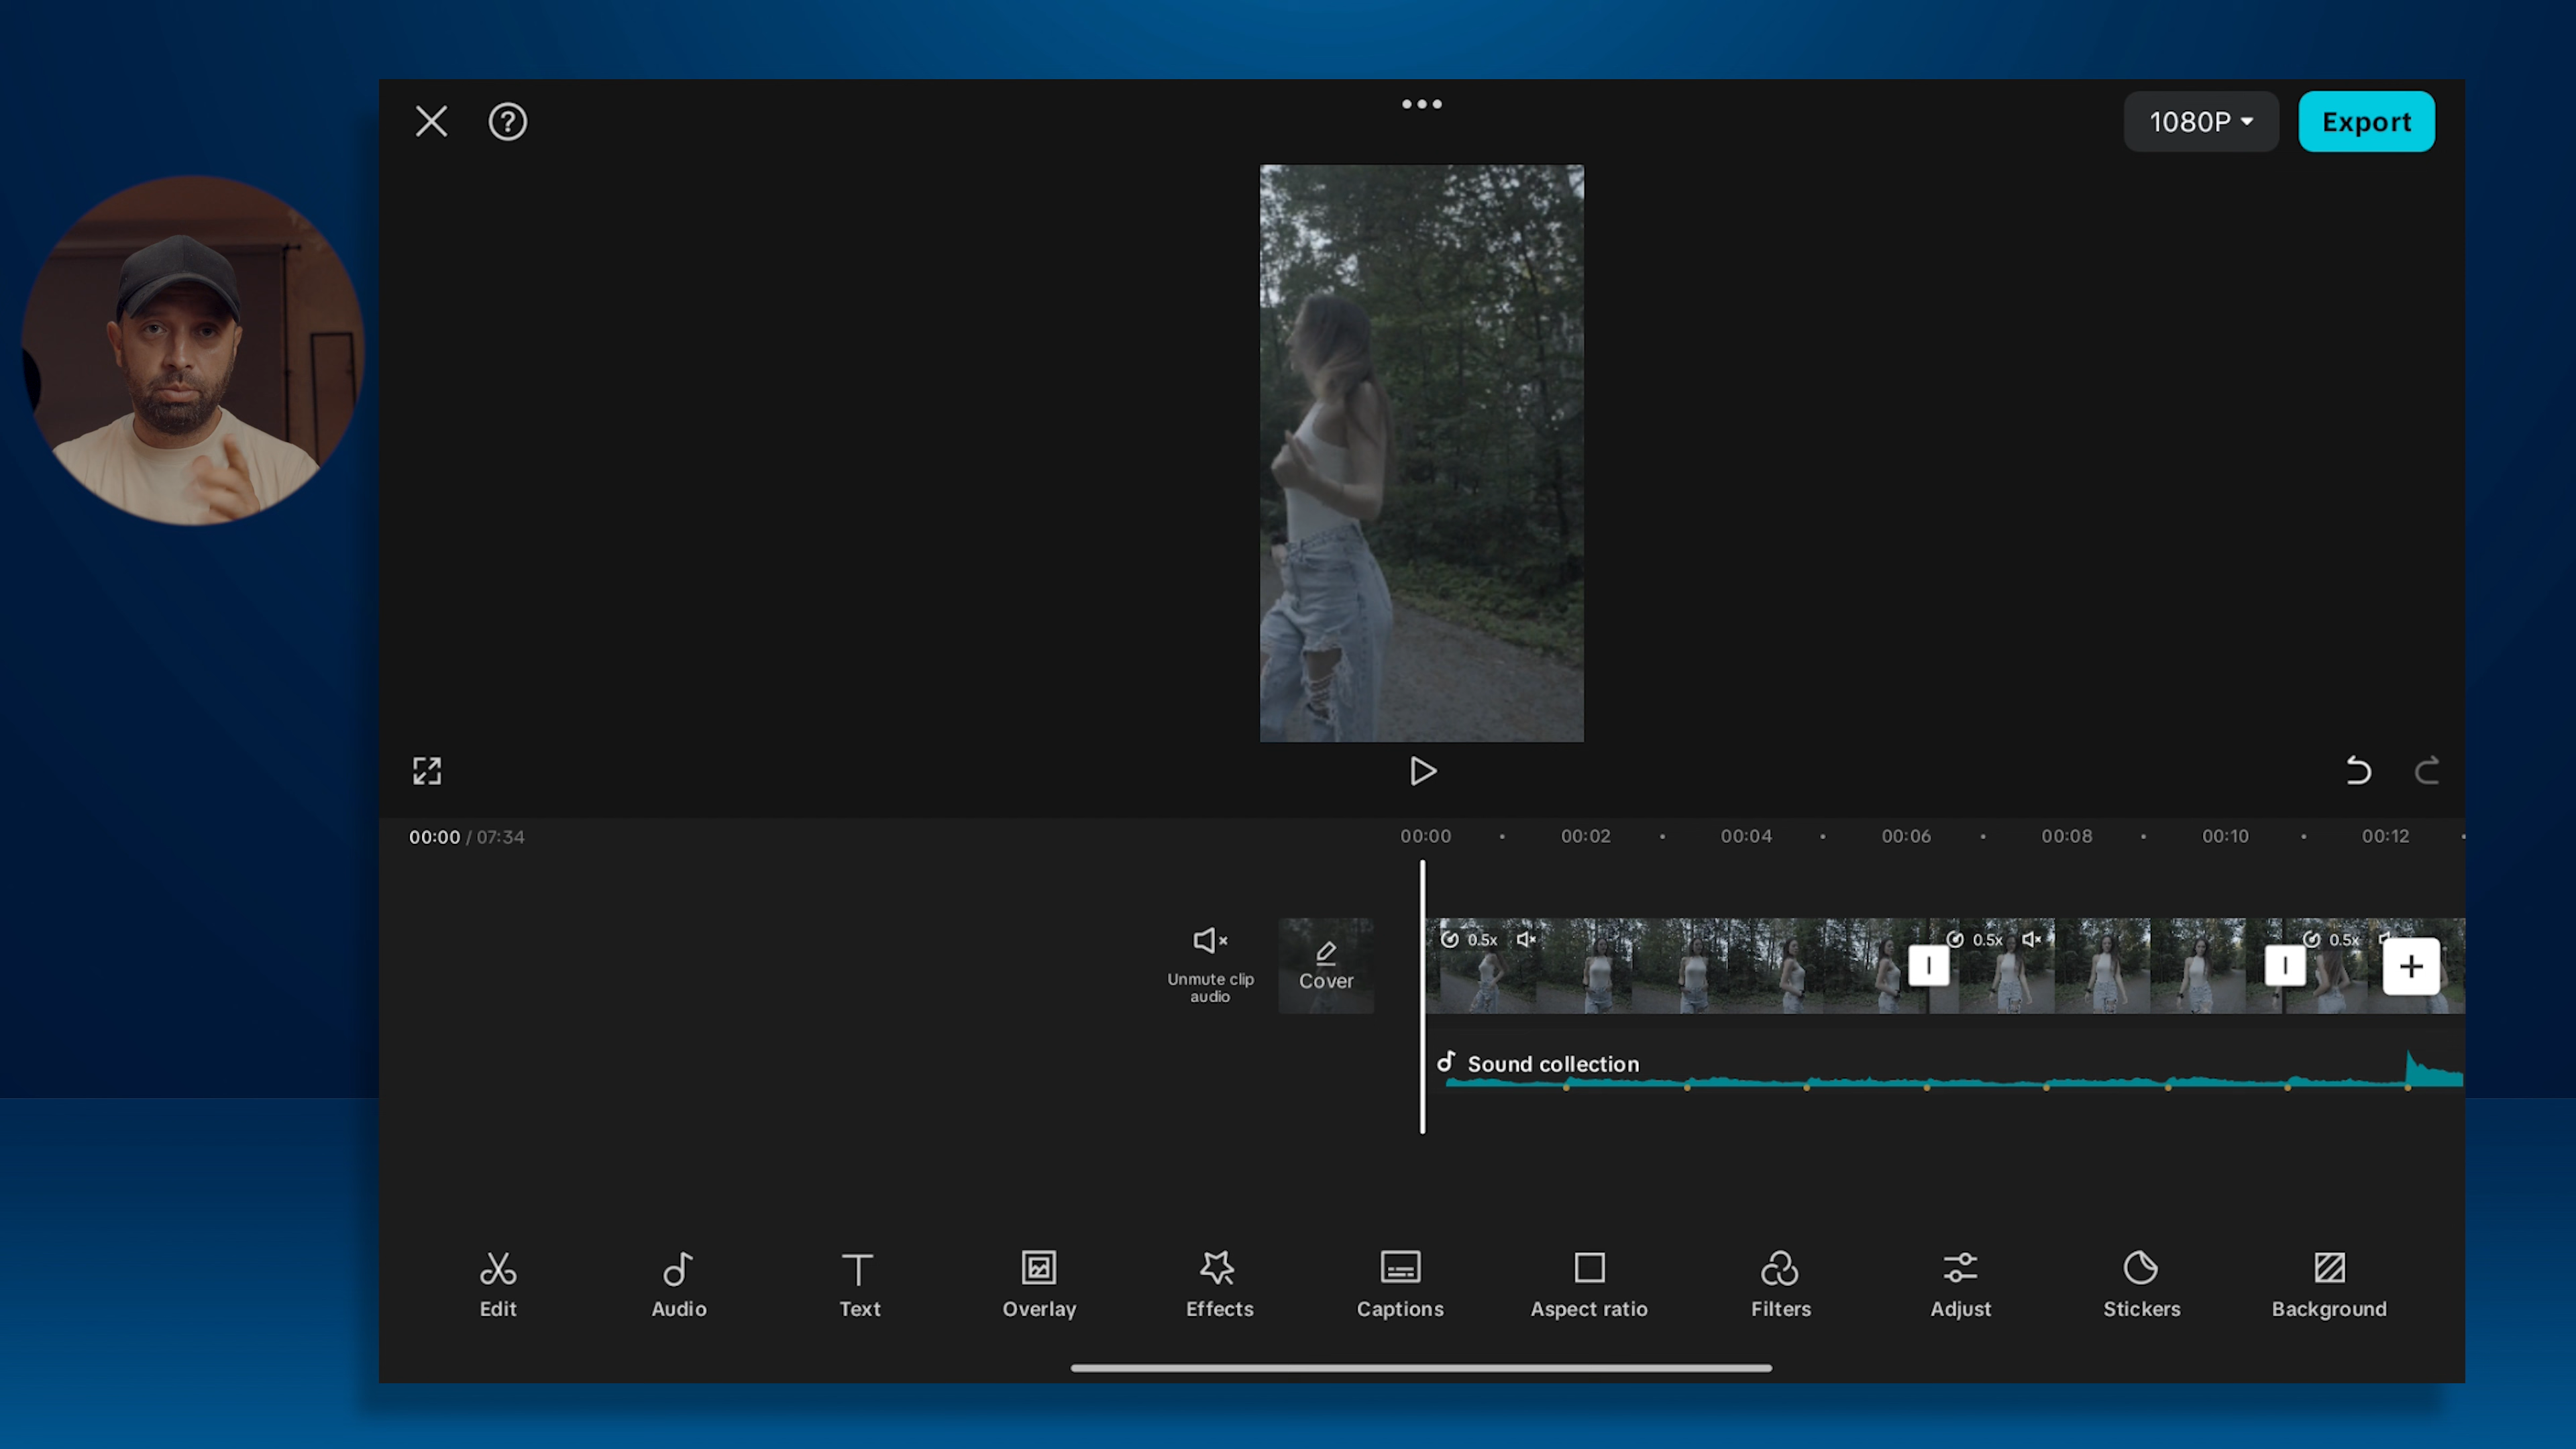 1080P
Export
00:00 / 07:34
00:00
00:02
00:04
00:06
00:08
00:10
00:12
Unmute clip
audio
Cover
0.5x
0.5x
0.5x
Sound collection
Edit
Audio
Text
Overlay
Effects
Captions
Aspect ratio
Filters
Adjust
Stickers
Background